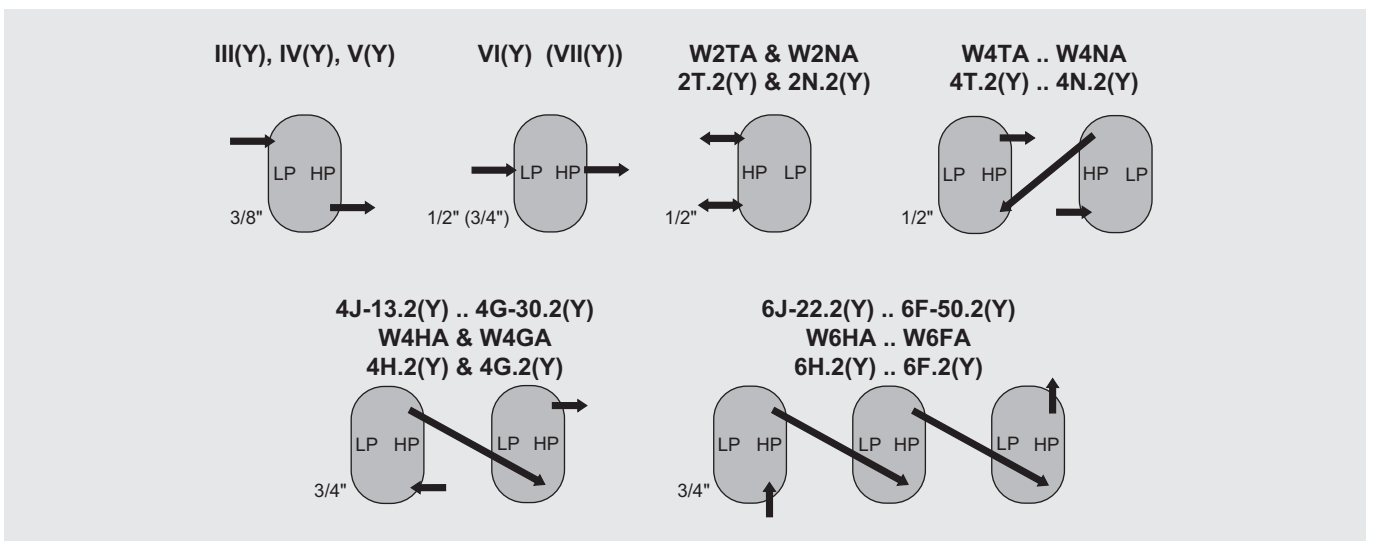 III(Y), IV(Y), V(Y)
VI(Y) (VII(Y))
W2TA & W2NA
2T.2(Y) & 2N.2(Y)
W4TA .. W4NA
4T.2(Y) .. 4N.2(Y)
LP HP
3/8"
LP HP
1/2" (3/4")
HP LP
1/2"
LP HP
HP LP
1/2"
4J-13.2(Y) .. 4G-30.2(Y)
W4HA & W4GA
4H.2(Y) & 4G.2(Y)
6J-22.2(Y) .. 6F-50.2(Y)
W6HA .. W6FA
6H.2(Y) .. 6F.2(Y)
LP HP
LP HP
3/4"
LP HP
LP HP
LP HP
3/4"